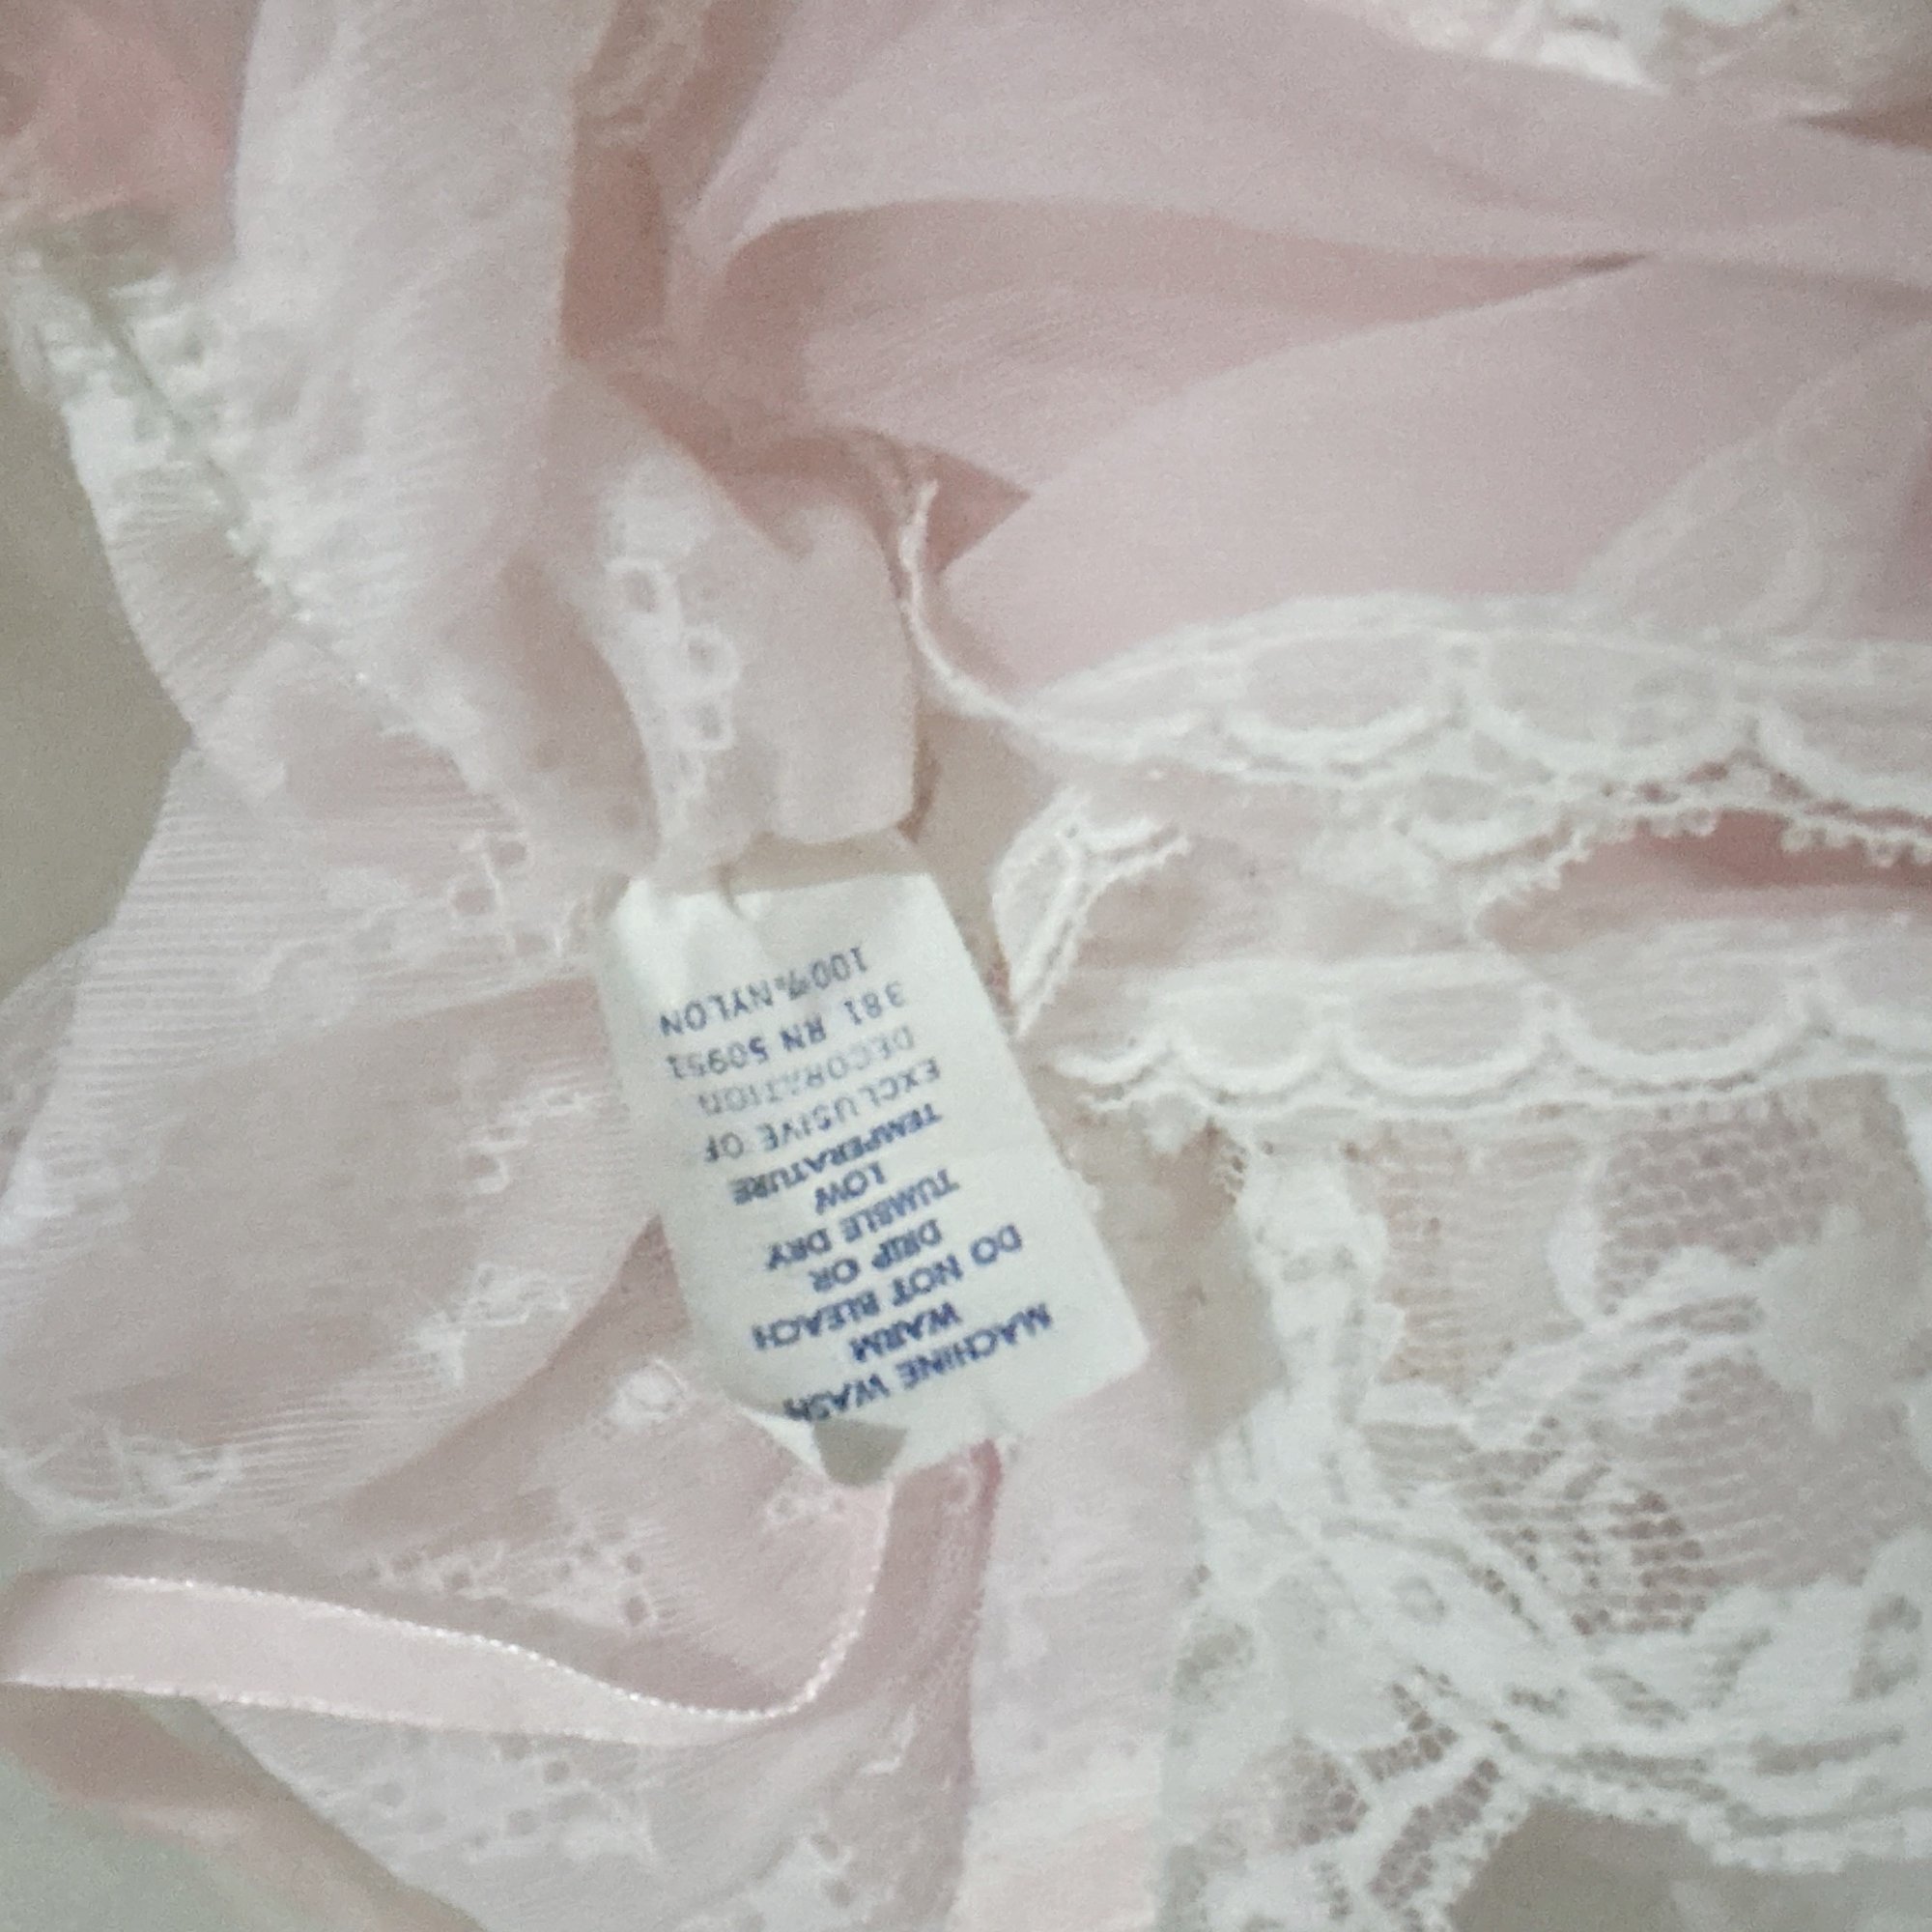 100% NYLON
381 RN 50951
DECORATION
EXCLUSIVE OF
TEMPERATURE
LOW
TUMBLE DRY
DRIP OR
DO NOT BLEACH
WARM
MACHINE WASH